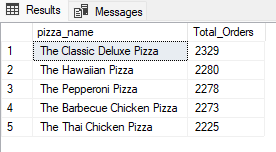 Results Messages
pizza_name Total_Orders
1 The Classic Deluxe Pizza 2329
2 The Hawaiian Pizza 2280
3 The Pepperoni Pizza 2278
4 The Barbecue Chicken Pizza 2273
5 The Thai Chicken Pizza 2225